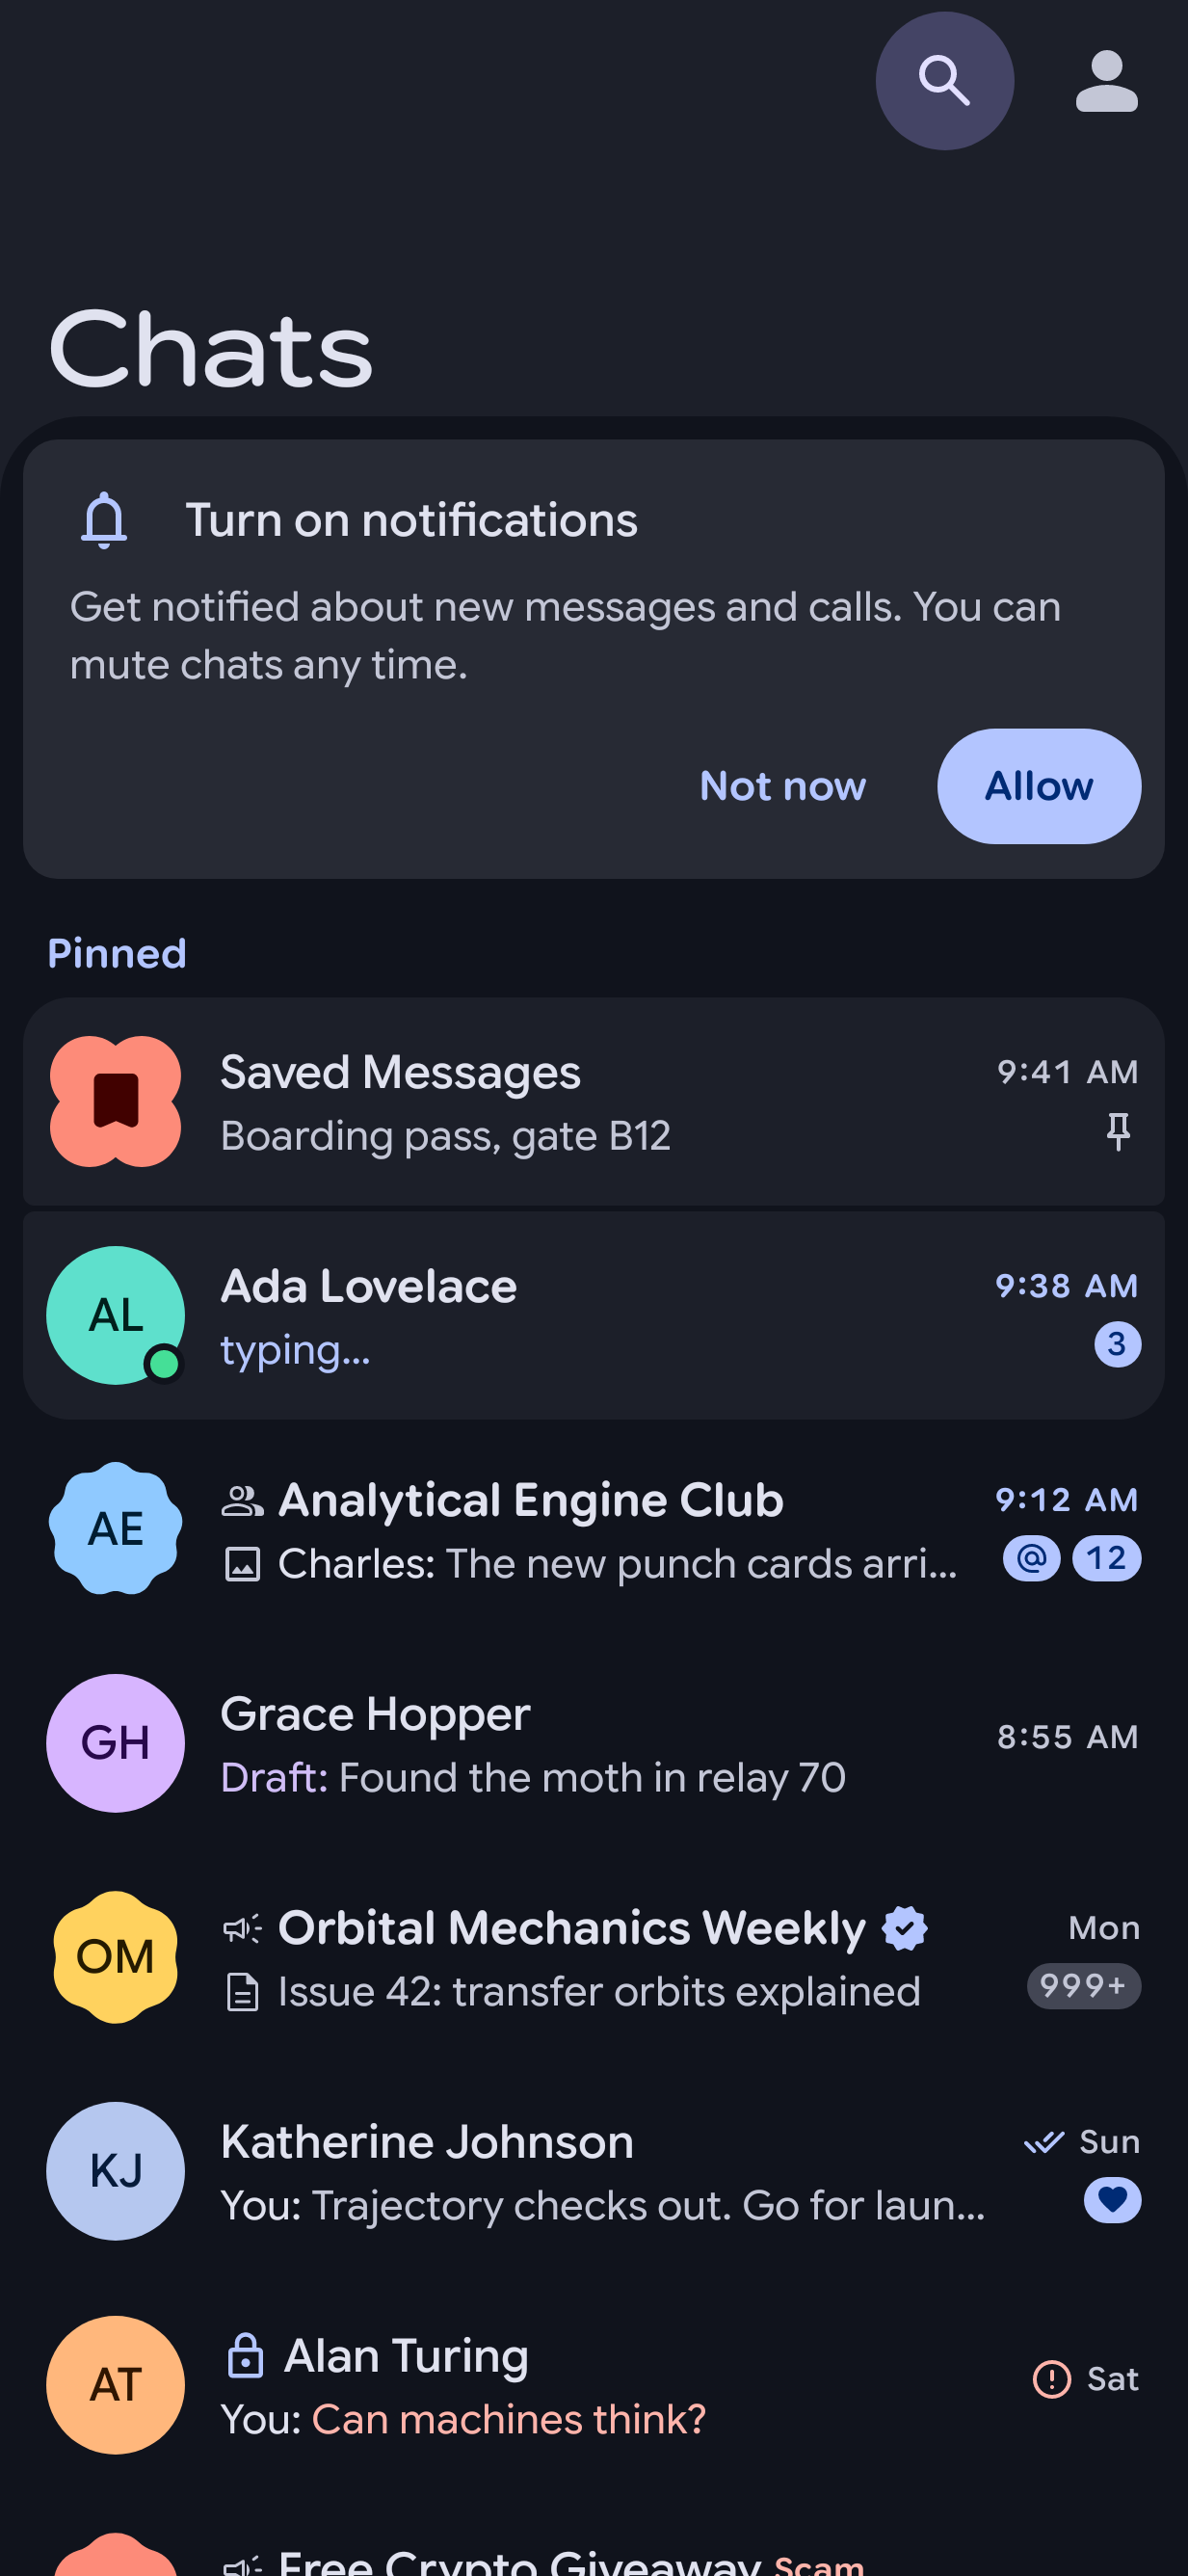 Chats
Turn on notifications
Get notified about new messages and calls. You can
mute chats any time.
Not now
Allow
Pinned
Saved Messages
9:41 AM
Boarding pass, gate B12
AL
Ada Lovelace
9:38 AM
typing...
3
AE
Analytical Engine Club
9:12 AM
Charles: The new punch cards arri...
@
12
GH
Grace Hopper
8:55 AM
Draft: Found the moth in relay 70
OM
Orbital Mechanics Weekly
Mon
Issue 42: transfer orbits explained
999+
KJ
Katherine Johnson
Sun
You: Trajectory checks out. Go for laun...
AT
Alan Turing
Sat
You: Can machines think?
Free Crypto Giveaway
Scam